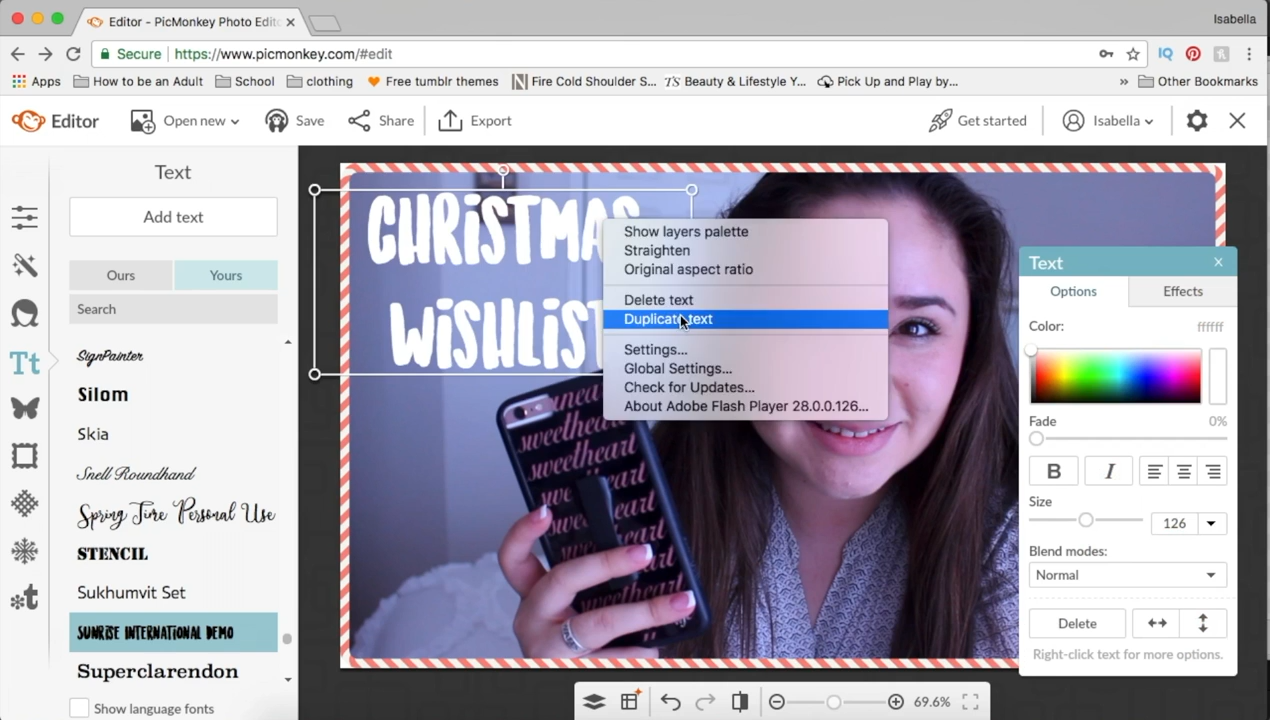 Editor - PicMonkey Photo Edit
Isabella
Secure https://www.picmonkey.com/#edit
IQ
Apps How to be an Adult School clothing Free tumblr themes Fire Cold Shoulder S... TS Beauty & Lifestyle Y... Pick Up and Play by... » Other Bookmarks
Editor Open new Save Share Export Get started Isabella
Text
Add text
Ours Yours
Search
SignPainter
Silom
Skia
Snell Roundhand
Spring Time Personal Use
STENCIL
Sukhumvit Set
SUNRISE INTERNATIONAL DEMO
Superclarendon
Show language fonts
Tt
t
CHRiSTMAS
WiSHLiST
Show layers palette
Straighten
Original aspect ratio
Delete text
Duplicate text
Settings...
Global Settings...
Check for Updates...
About Adobe Flash Player 28.0.0.126...
sweetheart
sweetheart
sweetheart
sweetheart
sweetheart
Text
Options Effects
Color: ffffff
Fade 0%
B I
Size
126
Blend modes:
Normal
Delete
Right-click text for more options.
69.6%